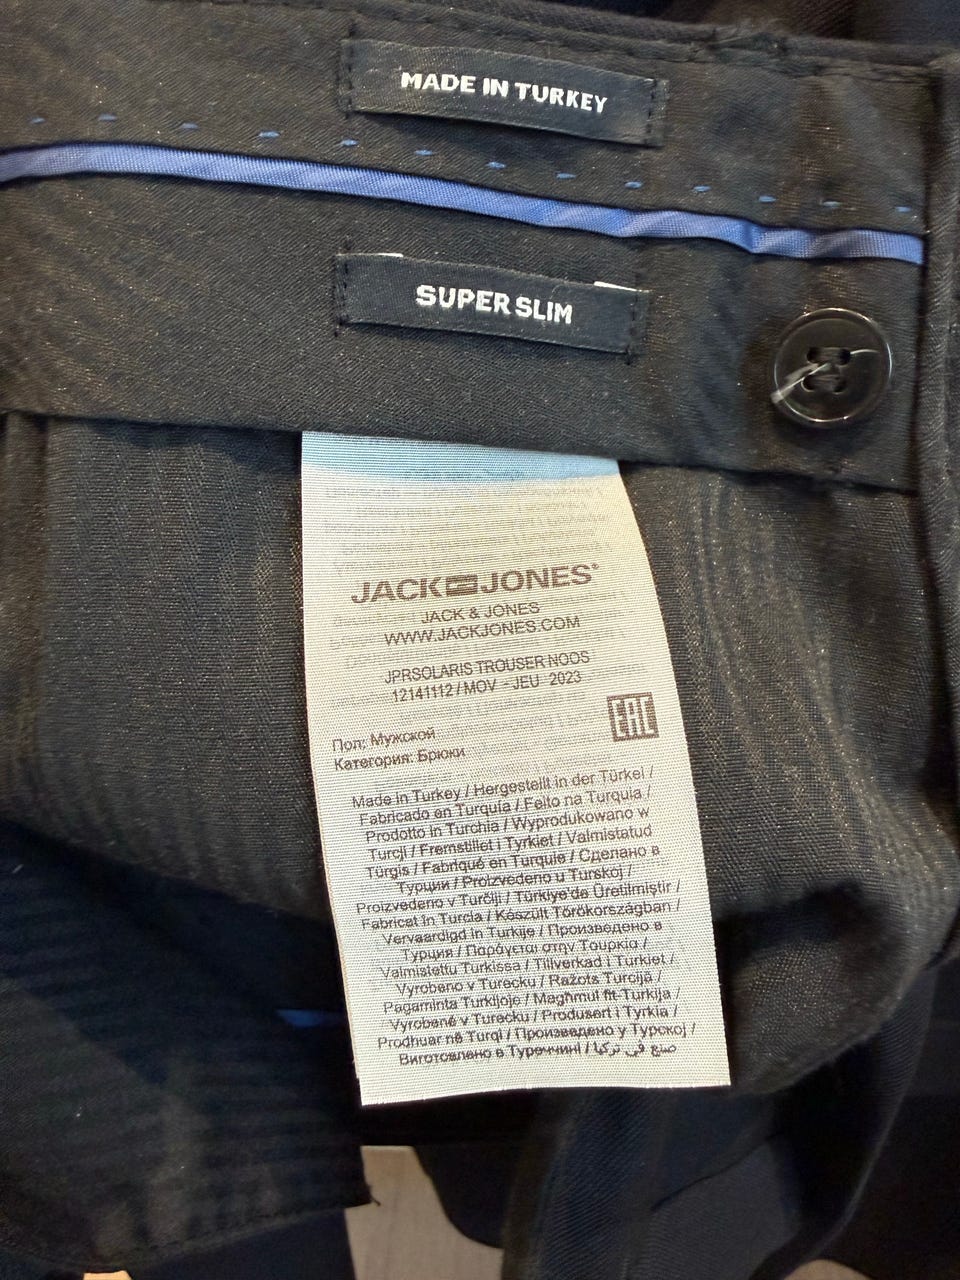 MADE IN TURKEY
SUPER SLIM
JACK JONES®
JACK & JONES
WWW.JACKJONES.COM
JPRSOLARIS TROUSER NOOS
12141112 / MOV - JEU 2023
EAC
Пол: Мужской
Категория: Брюки
Made in Turkey / Hergestellt in der Türkei /
Fabricado en Turquía / Feito na Turquia /
Prodotto in Turchia / Wyprodukowano w
Turcji / Fremstillet i Tyrkiet / Valmistatud
Türgis / Fabriqué en Turquie / Сделано в
Турции / Proizvedeno u Turskoj /
Proizvedeno v Turčiji / Türkiye'de Üretilmiştir /
Fabricat în Turcia / Készült Törökországban /
Vervaardigd in Turkije / Произведено в
Турция / Παράγεται στην Τουρκία /
Valmistettu Turkissa / Tillverkad i Turkiet /
Vyrobeno v Turecku / Ražots Turcijā /
Pagaminta Turkijoje / Magħmul fit-Turkija /
Vyrobené v Turecku / Produsert i Tyrkia /
Prodhuar në Turqi / Произведено у Турској /
Виготовлено в Туреччині / صنع في تركيا